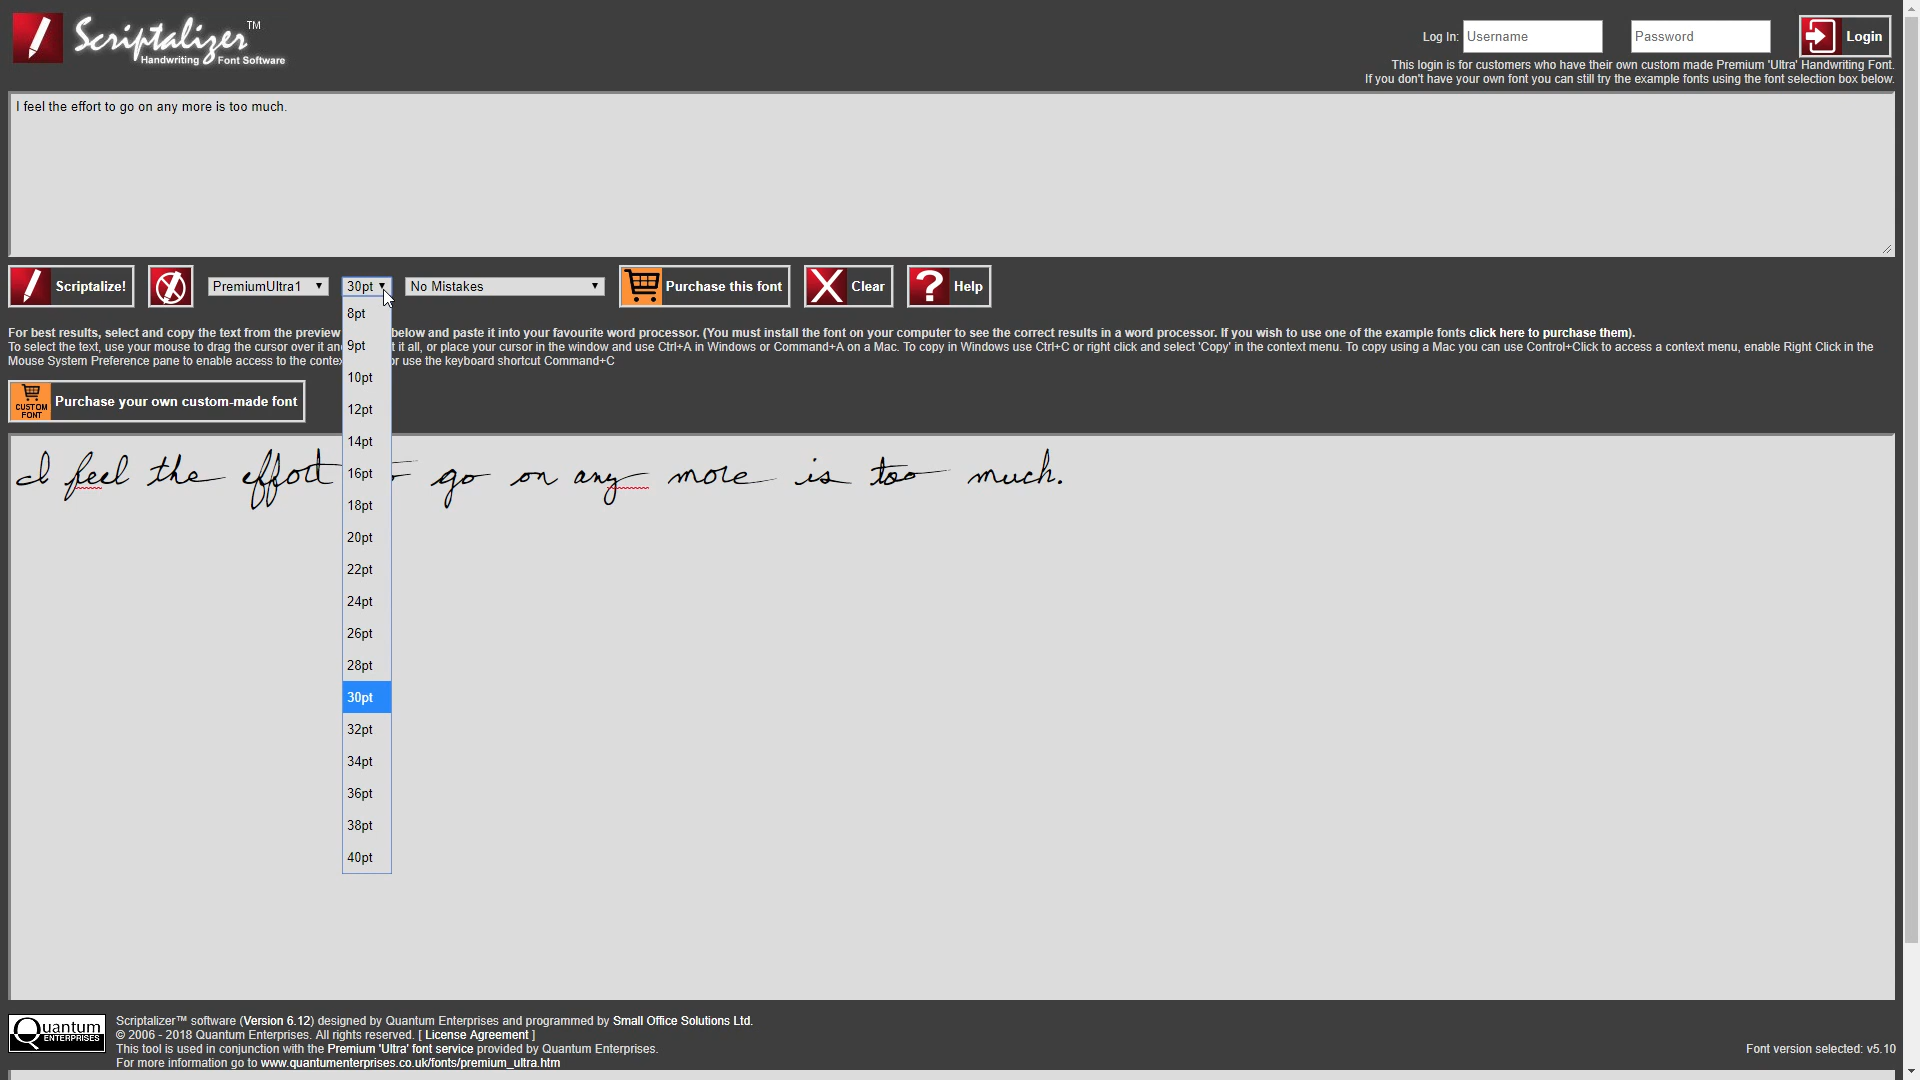 Scriptalizer™
Handwriting Font Software
Log In: Username Password Login
This login is for customers who have their own custom made Premium 'Ultra' Handwriting Font.
If you don't have your own font you can still try the example fonts using the font selection box below.
I feel the effort to go on any more is too much.
Scriptalize! PremiumUltra1 30pt No Mistakes Purchase this font Clear Help
8pt
For best results, select and copy the text from the preview below and paste it into your favourite word processor. (You must install the font on your computer to see the correct results in a word processor. If you wish to use one of the example fonts click here to purchase them).
9pt
To select the text, use your mouse to drag the cursor over it an t it all, or place your cursor in the window and use Ctrl+A in Windows or Command+A on a Mac. To copy in Windows use Ctrl+C or right click and select 'Copy' in the context menu. To copy using a Mac you can use Control+Click to access a context menu, enable Right Click in the
Mouse System Preference pane to enable access to the conte or use the keyboard shortcut Command+C
10pt
CUSTOM FONT Purchase your own custom-made font
12pt
14pt
I feel the effort go on any more is too much.
16pt
18pt
20pt
22pt
24pt
26pt
28pt
30pt
32pt
34pt
36pt
38pt
40pt
Quantum ENTERPRISES
Scriptalizer™ software (Version 6.12) designed by Quantum Enterprises and programmed by Small Office Solutions Ltd.
© 2006 - 2018 Quantum Enterprises. All rights reserved. [ License Agreement ]
This tool is used in conjunction with the Premium 'Ultra' font service provided by Quantum Enterprises.
For more information go to www.quantumenterprises.co.uk/fonts/premium_ultra.htm
Font version selected: v5.10